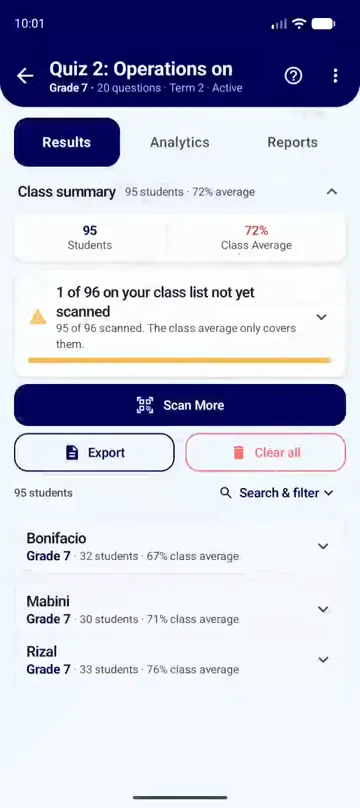 10:01
Quiz 2: Operations on
Grade 7 · 20 questions · Term 2 · Active
Results
Analytics
Reports
Class summary 95 students · 72% average
95
Students
72%
Class Average
1 of 96 on your class list not yet
scanned
95 of 96 scanned. The class average only covers
them.
Scan More
Export
Clear all
95 students
Search & filter
Bonifacio
Grade 7 · 32 students · 67% class average
Mabini
Grade 7 · 30 students · 71% class average
Rizal
Grade 7 · 33 students · 76% class average